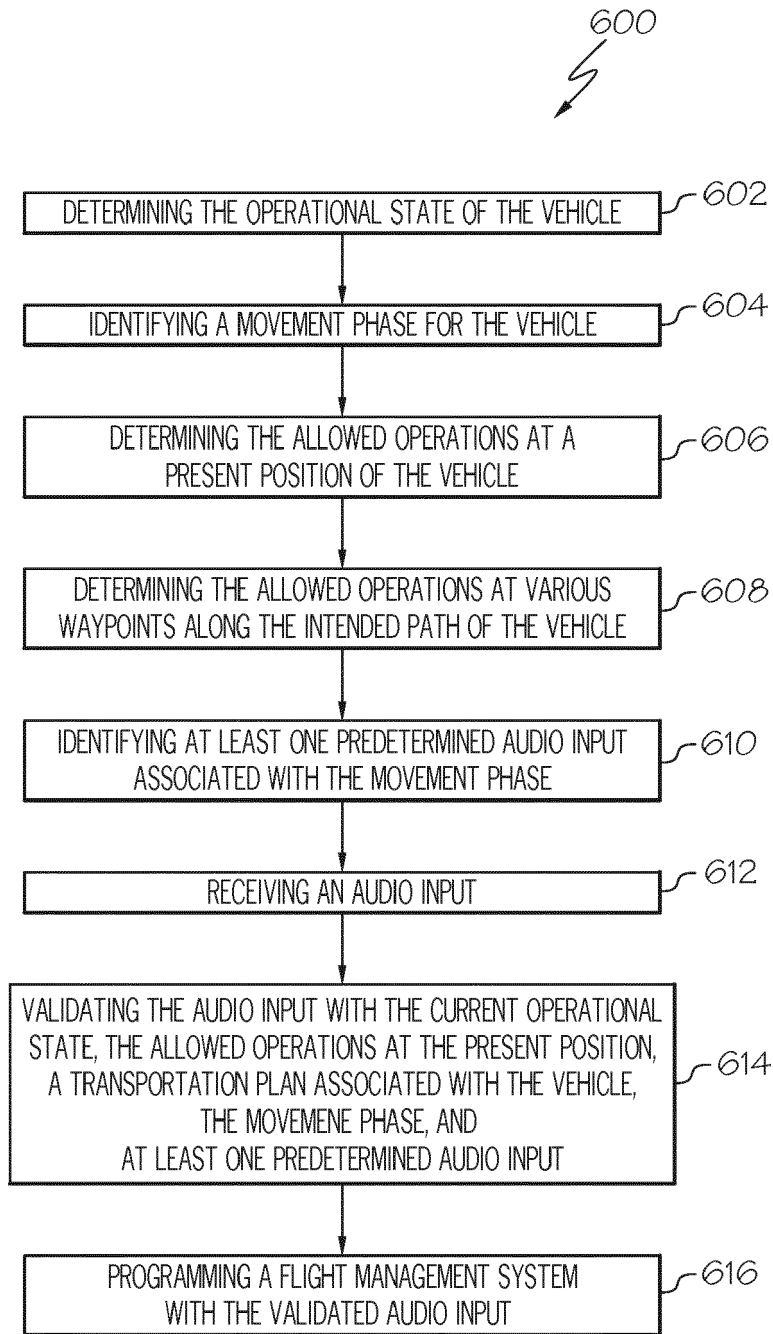 600
DETERMINING THE OPERATIONAL STATE OF THE VEHICLE
602
IDENTIFYING A MOVEMENT PHASE FOR THE VEHICLE
604
DETERMINING THE ALLOWED OPERATIONS AT A
PRESENT POSITION OF THE VEHICLE
606
DETERMINING THE ALLOWED OPERATIONS AT VARIOUS
WAYPOINTS ALONG THE INTENDED PATH OF THE VEHICLE
608
IDENTIFYING AT LEAST ONE PREDETERMINED AUDIO INPUT
ASSOCIATED WITH THE MOVEMENT PHASE
610
RECEIVING AN AUDIO INPUT
612
VALIDATING THE AUDIO INPUT WITH THE CURRENT OPERATIONAL
STATE, THE ALLOWED OPERATIONS AT THE PRESENT POSITION,
A TRANSPORTATION PLAN ASSOCIATED WITH THE VEHICLE,
THE MOVEMENE PHASE, AND
AT LEAST ONE PREDETERMINED AUDIO INPUT
614
PROGRAMMING A FLIGHT MANAGEMENT SYSTEM
WITH THE VALIDATED AUDIO INPUT
616